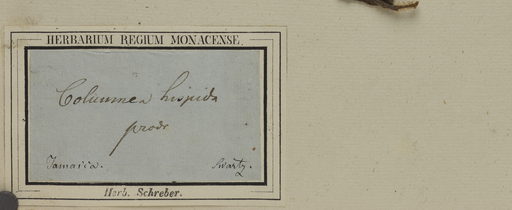 HERBARIUM REGIUM MONACENSE.
Columnea hispida
prodr
Jamaica. Swartz.
Herb. Schreber.